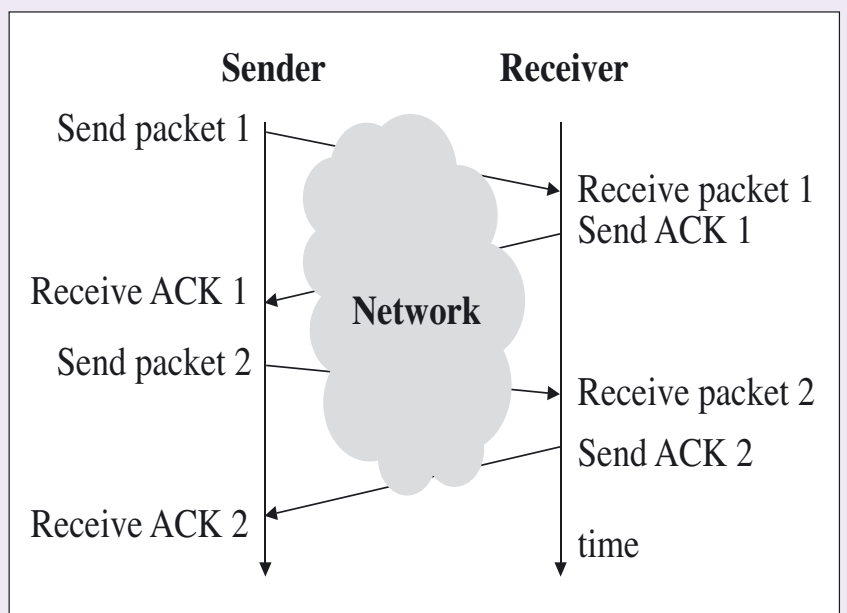 Sender
Receiver
Send packet 1
Receive packet 1
Send ACK 1
Receive ACK 1
Network
Send packet 2
Receive packet 2
Send ACK 2
Receive ACK 2
time